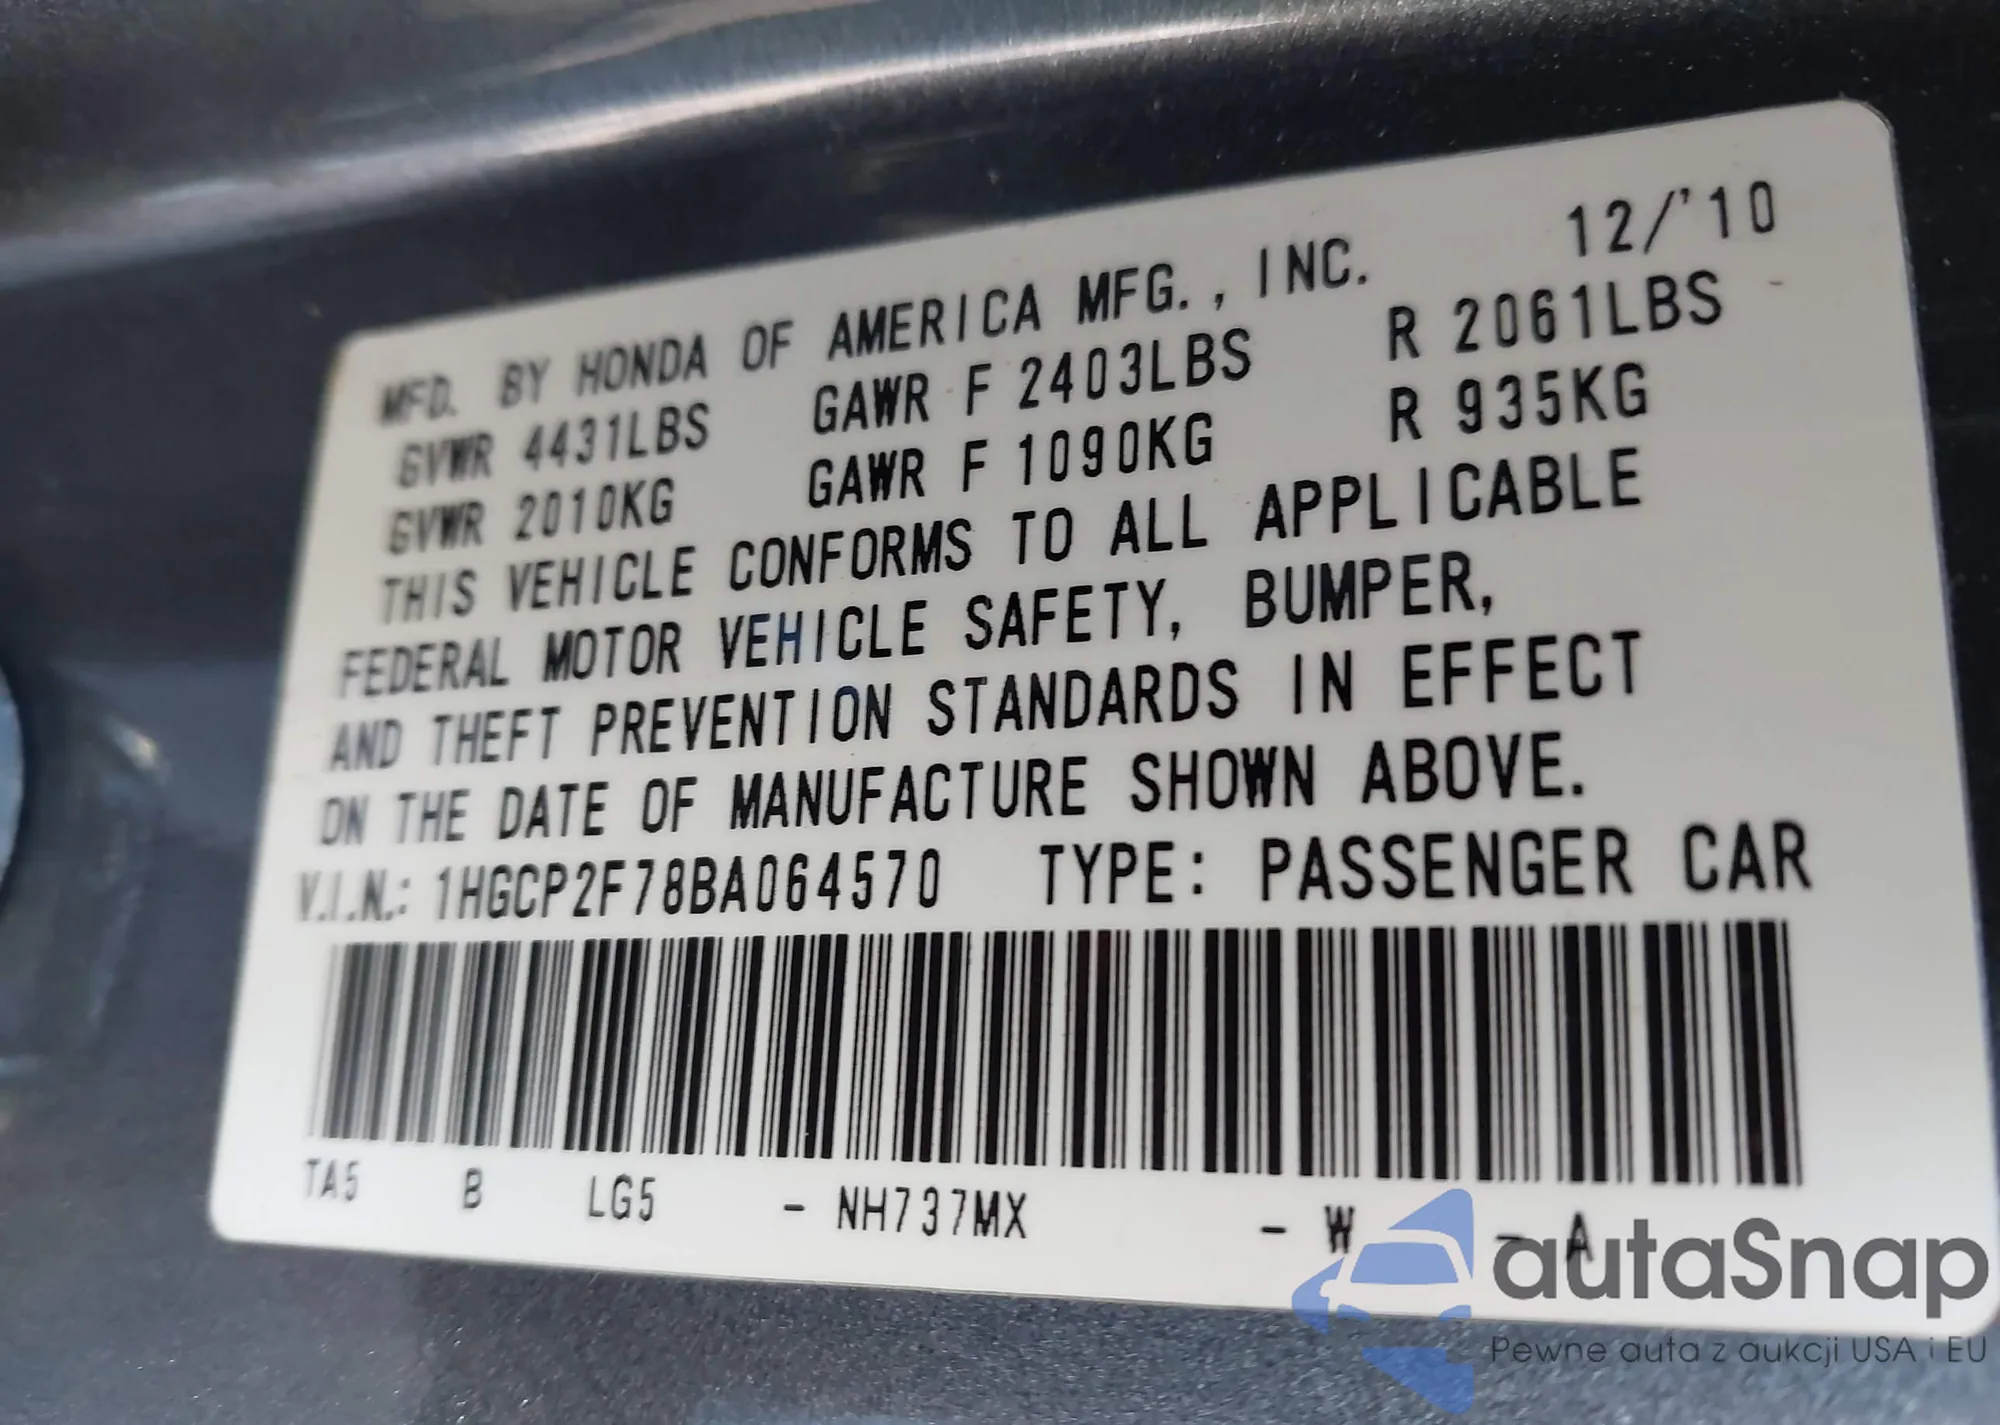 12/'10
MFD. BY HONDA OF AMERICA MFG., INC.
GVWR 4431LBS GAWR F 2403LBS R 2061LBS
GVWR 2010KG GAWR F 1090KG R 935KG
THIS VEHICLE CONFORMS TO ALL APPLICABLE
FEDERAL MOTOR VEHICLE SAFETY, BUMPER,
AND THEFT PREVENTION STANDARDS IN EFFECT
ON THE DATE OF MANUFACTURE SHOWN ABOVE.
V.I.N.: 1HGCP2F78BA064570 TYPE: PASSENGER CAR
TA5 B LG5 - NH737MX - W - A
autaSnap
Pewne auta z aukcji USA i EU